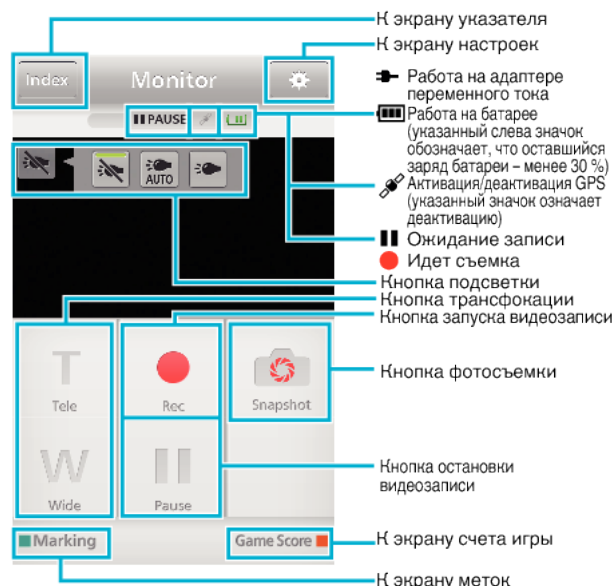 К экрану указателя
К экрану настроек
Index
Monitor
Работа на адаптере
переменного тока
II PAUSE
Работа на батарее
(указанный слева значок
обозначает, что оставшийся
заряд батареи – менее 30 %)
AUTO
Активация/деактивация GPS
(указанный значок означает
деактивацию)
Ожидание записи
Идет съемка
Кнопка подсветки
Кнопка трансфокации
Кнопка запуска видеозаписи
T
Tele
Rec
Snapshot
Кнопка фотосъемки
W
Wide
Pause
Кнопка остановки
видеозаписи
Marking
Game Score
К экрану счета игры
К экрану меток